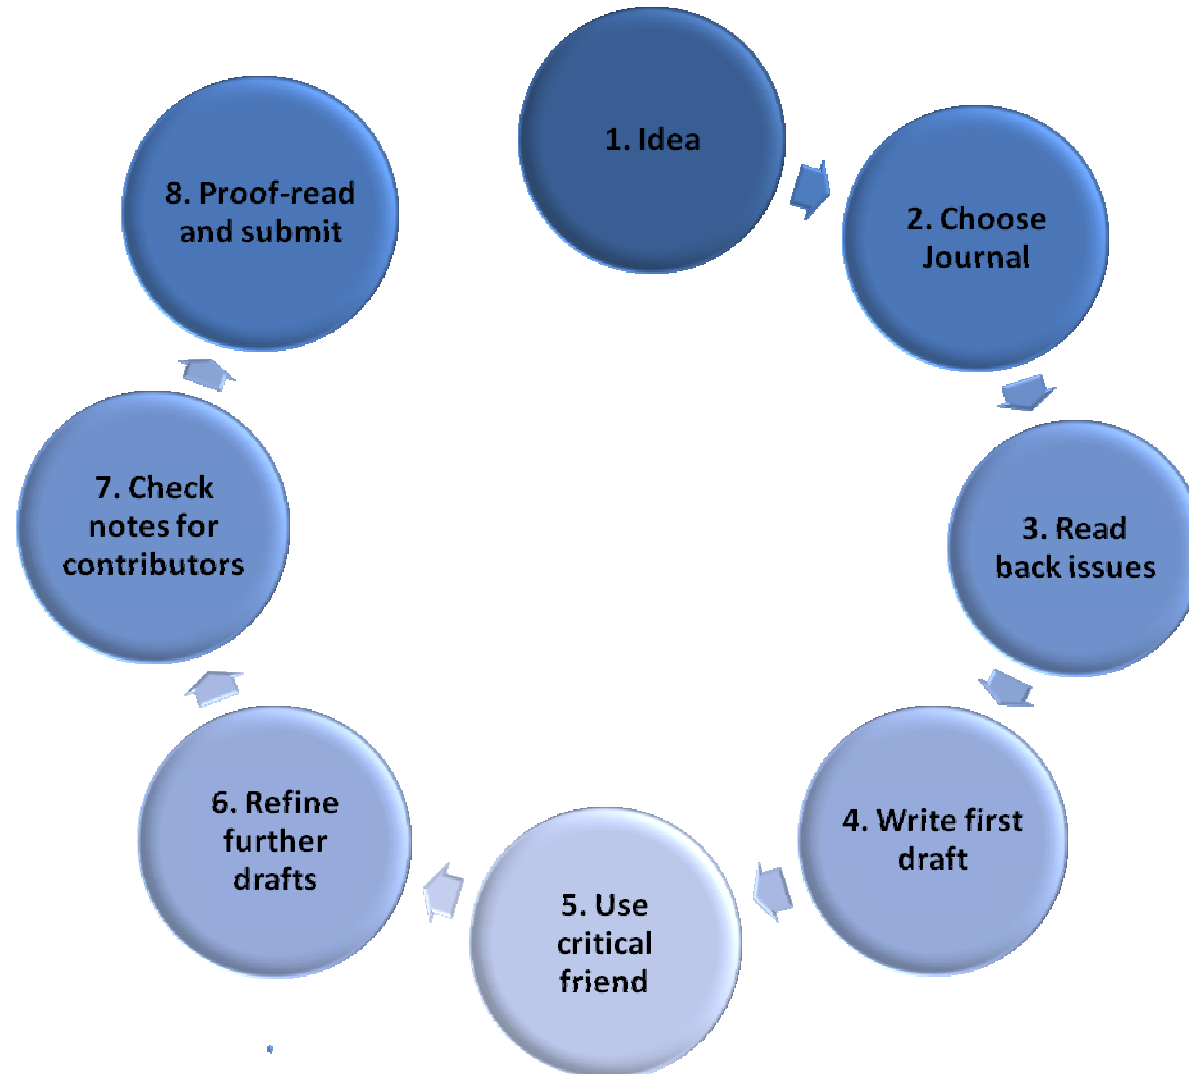 1. Idea
2. Choose
Journal
3. Read
back issues
4. Write first
draft
5. Use
critical
friend
6. Refine
further
drafts
7. Check
notes for
contributors
8. Proof-read
and submit